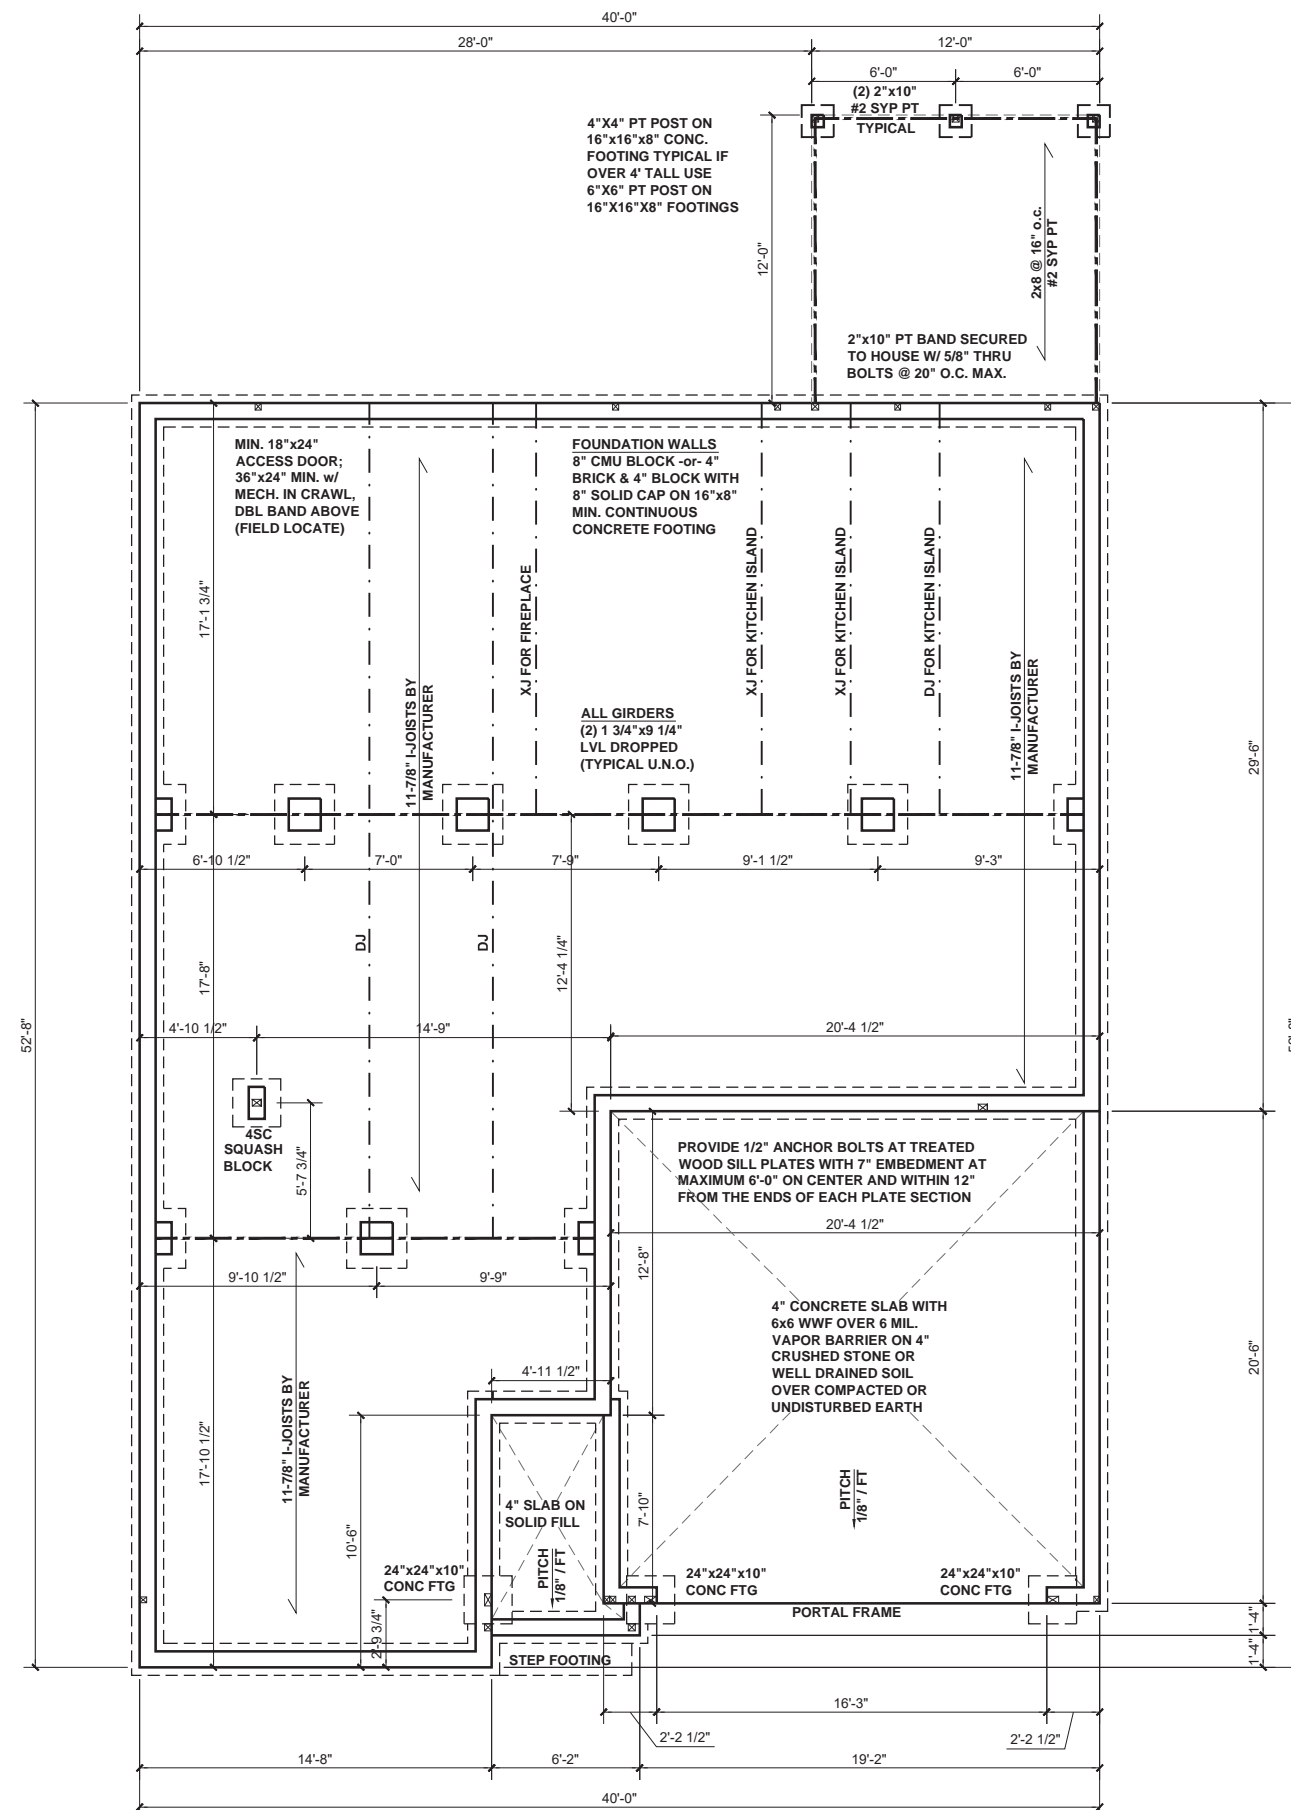 40'-0"
28'-0"
12'-0"
6'-0"
6'-0"
(2) 2"x10"
#2 SYP PT
TYPICAL
4"X4" PT POST ON
16"x16"x8" CONC.
FOOTING TYPICAL IF
OVER 4' TALL USE
6"X6" PT POST ON
16"X16"X8" FOOTINGS
12'-0"
2x8 @ 16" o.c.
#2 SYP PT
2"x10" PT BAND SECURED
TO HOUSE W/ 5/8" THRU
BOLTS @ 20" O.C. MAX.
MIN. 18"x24"
ACCESS DOOR;
36"x24" MIN. w/
MECH. IN CRAWL,
DBL BAND ABOVE
(FIELD LOCATE)
FOUNDATION WALLS
8" CMU BLOCK -or- 4"
BRICK & 4" BLOCK WITH
8" SOLID CAP ON 16"x8"
MIN. CONTINUOUS
CONCRETE FOOTING
17'-1 3/4"
XJ FOR FIREPLACE
XJ FOR KITCHEN ISLAND
XJ FOR KITCHEN ISLAND
DJ FOR KITCHEN ISLAND
11-7/8" I-JOISTS BY
MANUFACTURER
11-7/8" I-JOISTS BY
MANUFACTURER
ALL GIRDERS
(2) 1 3/4"x9 1/4"
LVL DROPPED
(TYPICAL U.N.O.)
29'-6"
6'-10 1/2"
7'-0"
7'-9"
9'-1 1/2"
9'-3"
DJ
DJ
17'-8"
12'-4 1/4"
52'-8"
4'-10 1/2"
14'-9"
20'-4 1/2"
4SC
SQUASH
BLOCK
5'-7 3/4"
PROVIDE 1/2" ANCHOR BOLTS AT TREATED
WOOD SILL PLATES WITH 7" EMBEDMENT AT
MAXIMUM 6'-0" ON CENTER AND WITHIN 12"
FROM THE ENDS OF EACH PLATE SECTION
20'-4 1/2"
12'-8"
9'-10 1/2"
9'-9"
4" CONCRETE SLAB WITH
6x6 WWF OVER 6 MIL.
VAPOR BARRIER ON 4"
CRUSHED STONE OR
WELL DRAINED SOIL
OVER COMPACTED OR
UNDISTURBED EARTH
20'-6"
4'-11 1/2"
11-7/8" I-JOISTS BY
MANUFACTURER
17'-10 1/2"
10'-6"
4" SLAB ON
SOLID FILL
7'-10"
PITCH
1/8" / FT
PITCH
1/8" / FT
24"x24"x10"
CONC FTG
24"x24"x10"
CONC FTG
24"x24"x10"
CONC FTG
PORTAL FRAME
2'-9 3/4"
1'-4"
1'-4"
STEP FOOTING
16'-3"
2'-2 1/2"
2'-2 1/2"
14'-8"
6'-2"
19'-2"
40'-0"